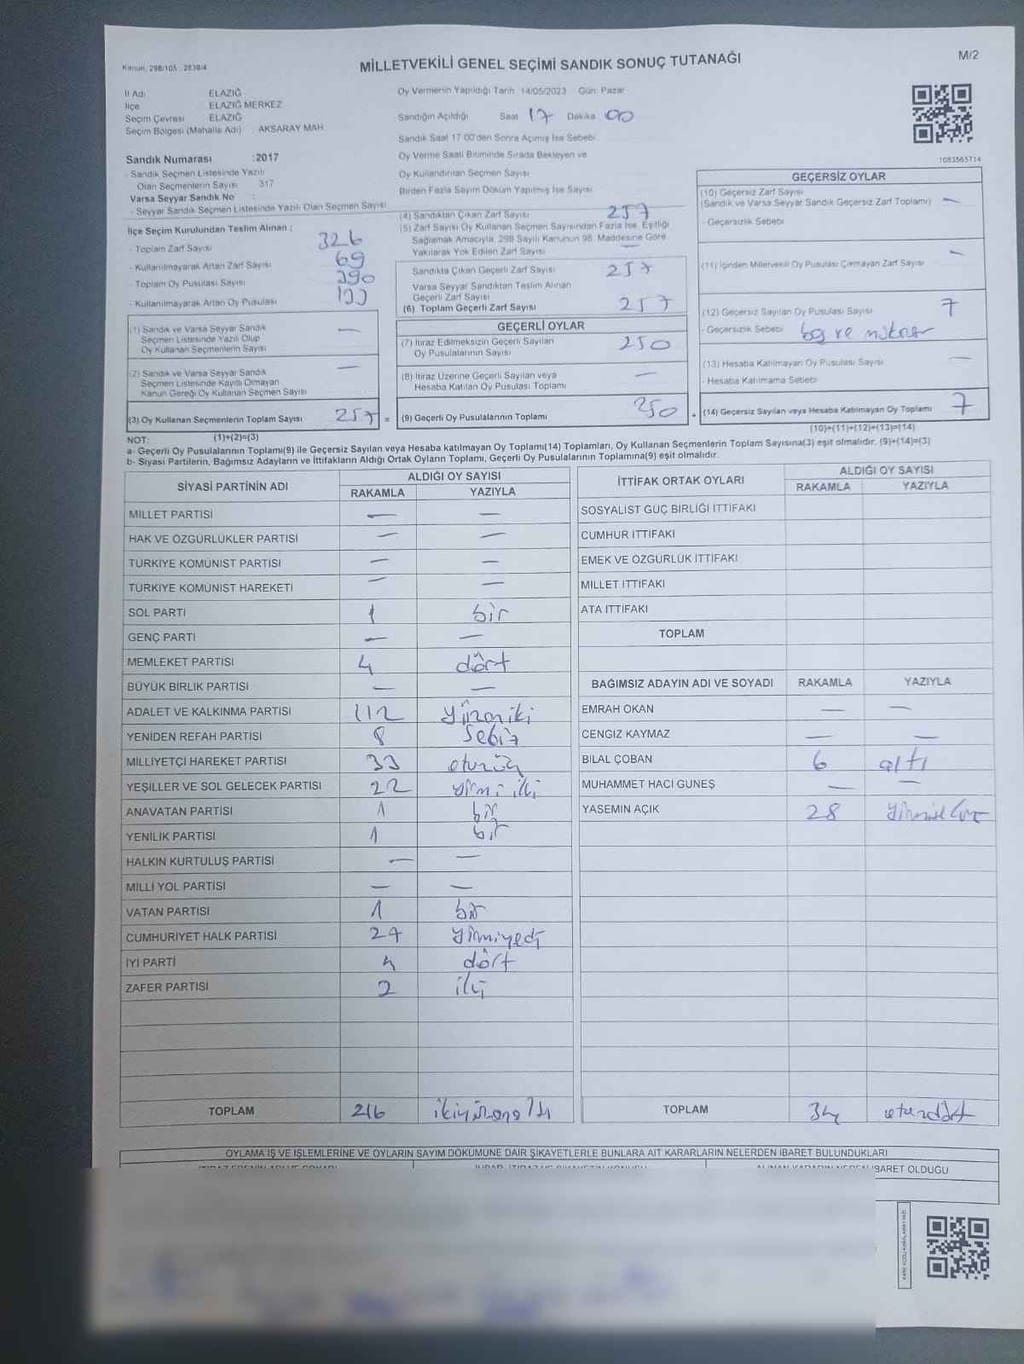 Kanun, 298/105, 2839/4
MİLLETVEKİLİ GENEL SEÇİMİ SANDIK SONUÇ TUTANAĞI
M/2
İl Adı ELAZIĞ
İlçe ELAZIĞ MERKEZ
Seçim Çevresi ELAZIĞ
Seçim Bölgesi (Mahalle Adı) : AKSARAY MAH.
Sandık Numarası :2017
- Sandık Seçmen Listesinde Yazılı
Olan Seçmenlerin Sayısı 317
Varsa Seyyar Sandık No :
- Seyyar Sandık Seçmen Listesinde Yazılı Olan Seçmen Sayısı
Oy Vermenin Yapıldığı Tarih :14/05/2023 Gün: Pazar
Sandığın Açıldığı Saat 17 Dakika 00
Sandık Saat 17.00'den Sonra Açılmış İse Sebebi
Oy Verme Saati Bitiminde Sırada Bekleyen ve
Oy Kullandırılan Seçmen Sayısı
Birden Fazla Sayım Döküm Yapılmış İse Sayısı
1083565714
İlçe Seçim Kurulundan Teslim Alınan ;
- Toplam Zarf Sayısı 326
- Kullanılmayarak Artan Zarf Sayısı 69
- Toplam Oy Pusulası Sayısı 390
- Kullanılmayarak Artan Oy Pusulası 133
(1) Sandık ve Varsa Seyyar Sandık
Seçmen Listesinde Yazılı Olup
Oy Kullanan Seçmenlerin Sayısı —
(2) Sandık ve Varsa Seyyar Sandık
Seçmen Listesinde Kayıtlı Olmayan
Kanun Gereği Oy Kullanan Seçmen Sayısı —
(3) Oy Kullanan Seçmenlerin Toplam Sayısı 257 =
(1)+(2)=(3)
(4) Sandıktan Çıkan Zarf Sayısı 257
(5) Zarf Sayısı Oy Kullanan Seçmen Sayısından Fazla İse, Eşitliği
Sağlamak Amacıyla, 298 Sayılı Kanunun 98. Maddesine Göre
Yakılarak Yok Edilen Zarf Sayısı —
Sandıkta Çıkan Geçerli Zarf Sayısı 257
Varsa Seyyar Sandıktan Teslim Alınan
Geçerli Zarf Sayısı
(6) Toplam Geçerli Zarf Sayısı 257
GEÇERLİ OYLAR
(7) İtiraz Edilmeksizin Geçerli Sayılan
Oy Pusulalarının Sayısı 250
(8) İtiraz Üzerine Geçerli Sayılan veya
Hesaba Katılan Oy Pusulası Toplamı —
(9) Geçerli Oy Pusulalarının Toplamı 250 +
GEÇERSİZ OYLAR
(10) Geçersiz Zarf Sayısı
(Sandık ve Varsa Seyyar Sandık Geçersiz Zarf Toplamı) —
- Geçersizlik Sebebi
(11) İçinden Milletvekili Oy Pusulası Çıkmayan Zarf Sayısı —
(12) Geçersiz Sayılan Oy Pusulası Sayısı 7
- Geçersizlik Sebebi boş ve
(13) Hesaba Katılmayan Oy Pusulası Sayısı —
- Hesaba Katılmama Sebebi
(14) Geçersiz Sayılan veya Hesaba Katılmayan Oy Toplamı 7
(10)+(11)+(12)+(13)=(14)
NOT:
a- Geçerli Oy Pusulalarının Toplamı(9) ile Geçersiz Sayılan veya Hesaba katılmayan Oy Toplamı(14) Toplamları, Oy Kullanan Seçmenlerin Toplam Sayısına(3) eşit olmalıdır. (9)+(14)=(3)
b- Siyasi Partilerin, Bağımsız Adayların ve İttifakların Aldığı Ortak Oyların Toplamı, Geçerli Oy Pusulalarının Toplamına(9) eşit olmalıdır.
SİYASİ PARTİNİN ADI ALDIĞI OY SAYISI
RAKAMLA YAZIYLA
MİLLET PARTİSİ — —
HAK VE ÖZGÜRLÜKLER PARTİSİ — —
TÜRKİYE KOMÜNİST PARTİSİ — —
TÜRKİYE KOMÜNİST HAREKETİ — —
SOL PARTİ 1 bir
GENÇ PARTİ — —
MEMLEKET PARTİSİ 4 dört
BÜYÜK BİRLİK PARTİSİ — —
ADALET VE KALKINMA PARTİSİ 112 yüzoniki
YENİDEN REFAH PARTİSİ 8 sekiz
MİLLİYETÇİ HAREKET PARTİSİ 33 otuzüç
YEŞİLLER VE SOL GELECEK PARTİSİ 22 yirmi iki
ANAVATAN PARTİSİ 1 bir
YENİLİK PARTİSİ 1 bir
HALKIN KURTULUŞ PARTİSİ — —
MİLLİ YOL PARTİSİ — —
VATAN PARTİSİ 1 bir
CUMHURİYET HALK PARTİSİ 27 yirmiyedi
İYİ PARTİ 4 dört
ZAFER PARTİSİ 2 iki
TOPLAM 216 ikiyüzonaltı
İTTİFAK ORTAK OYLARI ALDIĞI OY SAYISI
RAKAMLA YAZIYLA
SOSYALİST GÜÇ BİRLİĞİ İTTİFAKI
CUMHUR İTTİFAKI
EMEK VE ÖZGÜRLÜK İTTİFAKI
MİLLET İTTİFAKI
ATA İTTİFAKI
TOPLAM
BAĞIMSIZ ADAYIN ADI VE SOYADI RAKAMLA YAZIYLA
EMRAH OKAN — —
CENGİZ KAYMAZ — —
BİLAL ÇOBAN 6 altı
MUHAMMET HACI GÜNEŞ — —
YASEMİN AÇIK 28 yirmisekiz
TOPLAM 34 otuzdört
OYLAMA İŞ VE İŞLEMLERİNE VE OYLARIN SAYIM DÖKÜMÜNE DAİR ŞİKAYETLERLE BUNLARA AİT KARARLARIN NELERDEN İBARET BULUNDUKLARI
İBARET OLDUĞU